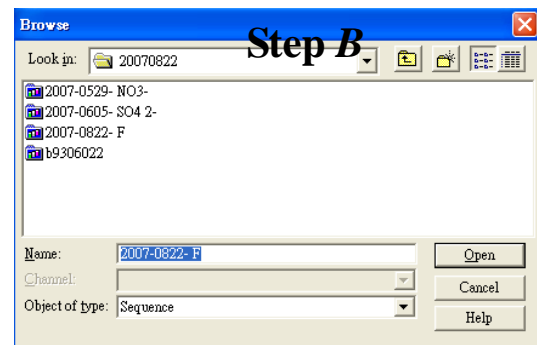 Browse
Step B
Look in: 20070822
2007-0529- NO3-
2007-0605- SO4 2-
2007-0822- F
b9306022
Name: 2007-0822- F Open
Channel: Cancel
Object of type: Sequence Help